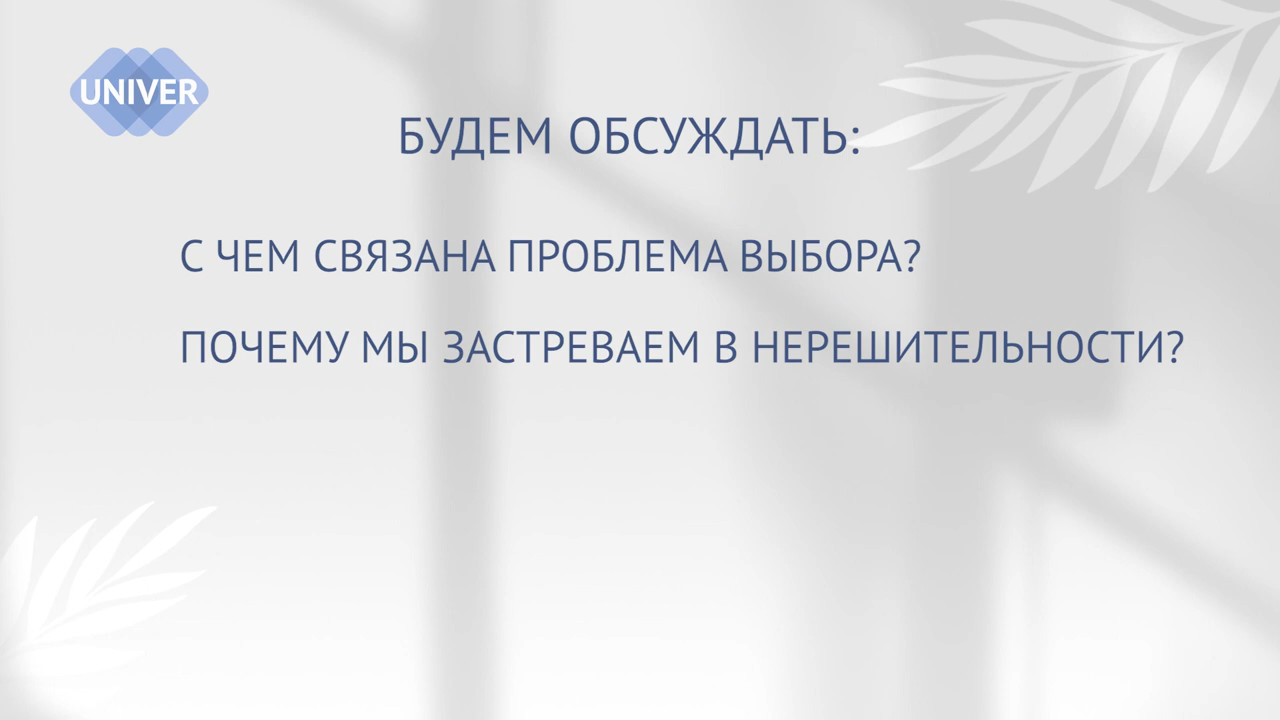 UNIVER
БУДЕМ ОБСУЖДАТЬ:
С ЧЕМ СВЯЗАНА ПРОБЛЕМА ВЫБОРА?
ПОЧЕМУ МЫ ЗАСТРЕВАЕМ В НЕРЕШИТЕЛЬНОСТИ?